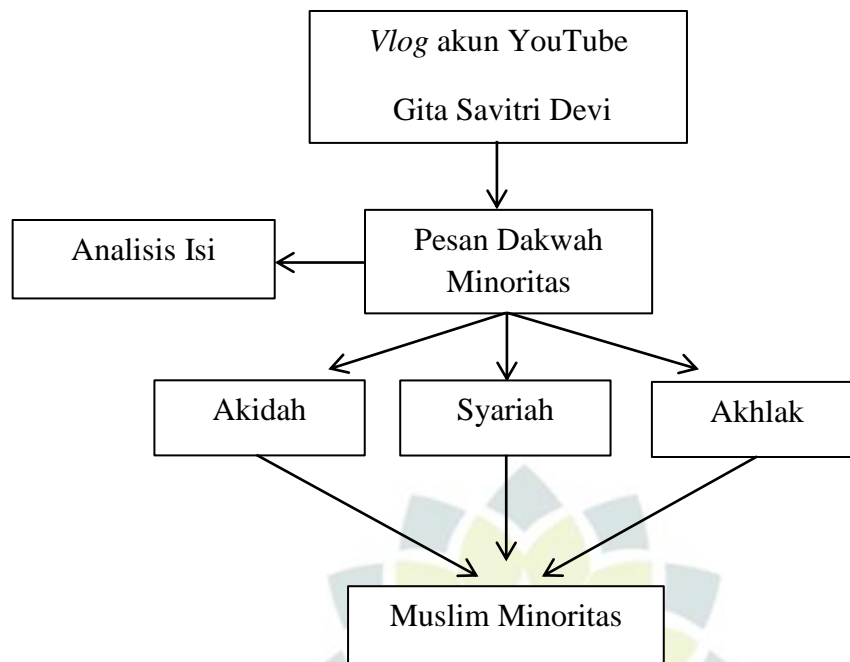 Vlog akun YouTube
Gita Savitri Devi
Analisis Isi
Pesan Dakwah
Minoritas
Akidah
Syariah
Akhlak
Muslim Minoritas